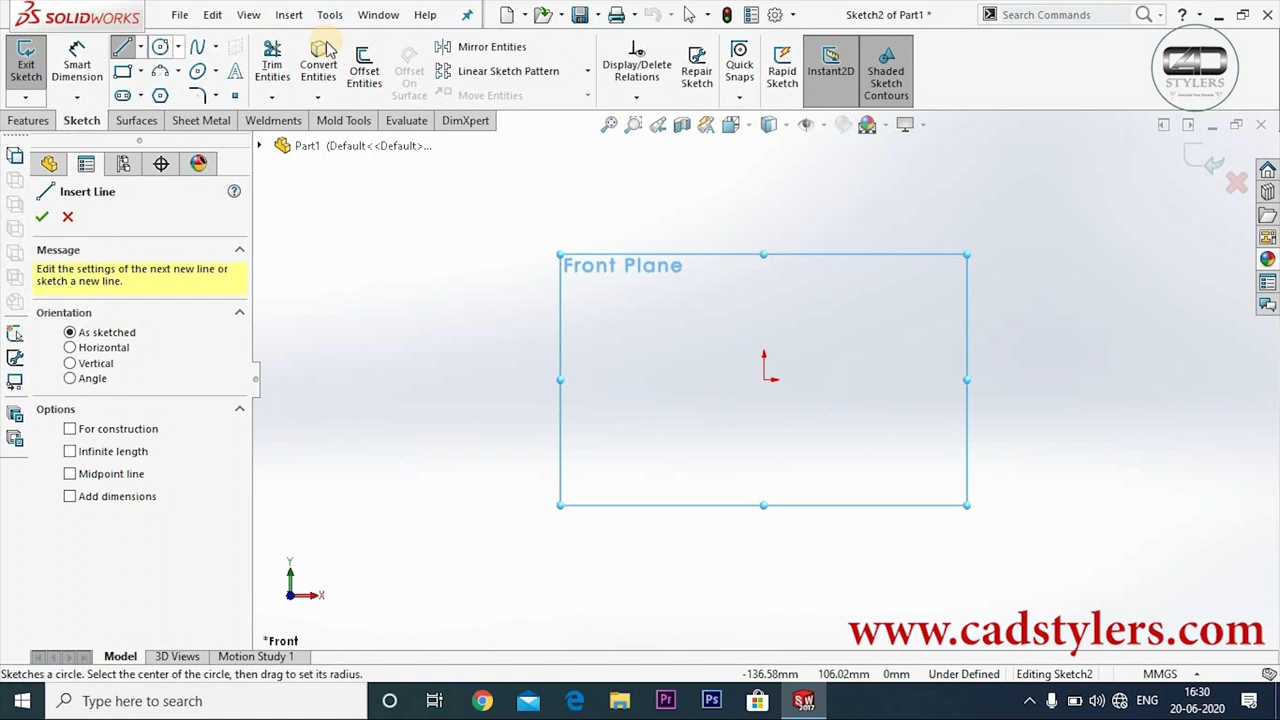 SOLIDWORKS
File Edit View Insert Tools Window Help
Sketch2 of Part1 *
Search Commands
Exit Sketch
Smart Dimension
Trim Entities
Convert Entities
Offset Entities
Offset On Surface
Mirror Entities
Linear Sketch Pattern
Move Entities
Display/Delete Relations
Repair Sketch
Quick Snaps
Rapid Sketch
Instant2D
Shaded Sketch Contours
STYLERS
Features Sketch Surfaces Sheet Metal Weldments Mold Tools Evaluate DimXpert
Part1 (Default<<Default>...
Insert Line
Message
Edit the settings of the next new line or
sketch a new line.
Orientation
As sketched
Horizontal
Vertical
Angle
Options
For construction
Infinite length
Midpoint line
Add dimensions
Front Plane
Y
X
*Front
www.cadstylers.com
Model 3D Views Motion Study 1
Sketches a circle. Select the center of the circle, then drag to set its radius.
-136.58mm 106.02mm 0mm Under Defined Editing Sketch2 MMGS
Type here to search
Pr
Ps
SW
2017
ENG
16:30
20-06-2020